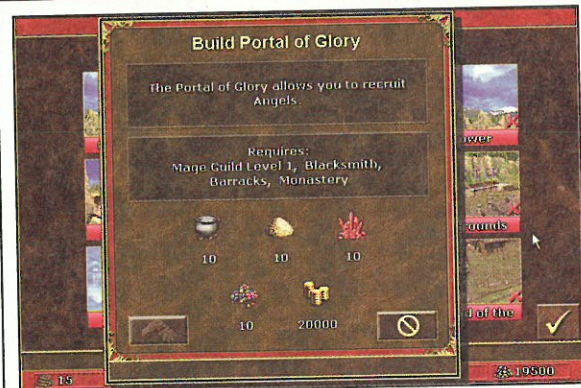 Build Portal of Glory
The Portal of Glory allows you to recruit
Angels.
Requires:
Mage Guild Level 1, Blacksmith,
Barracks, Monastery
10 10 10
10 20000
ower
rounds
d of the
15
19500